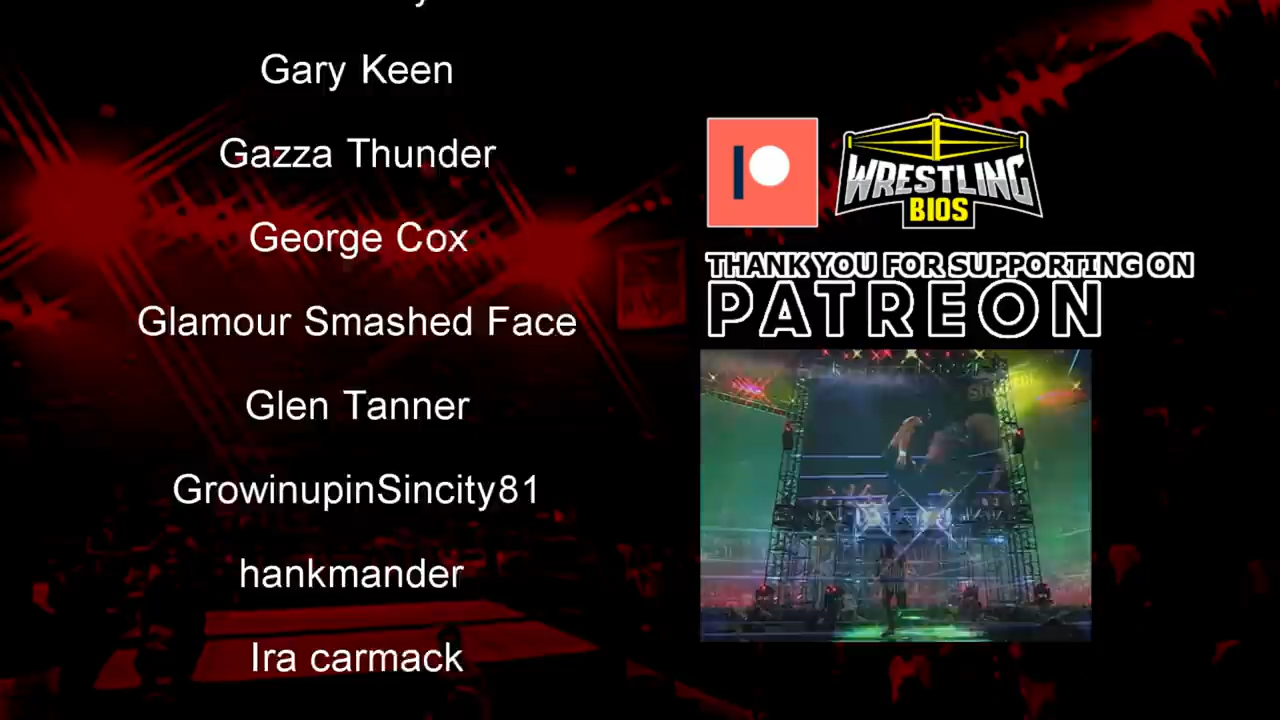 Gary Keen
Gazza Thunder
George Cox
Glamour Smashed Face
Glen Tanner
GrowinupinSincity81
hankmander
Ira carmack
WRESTLING
BIOS
THANK YOU FOR SUPPORTING ON
PATREON